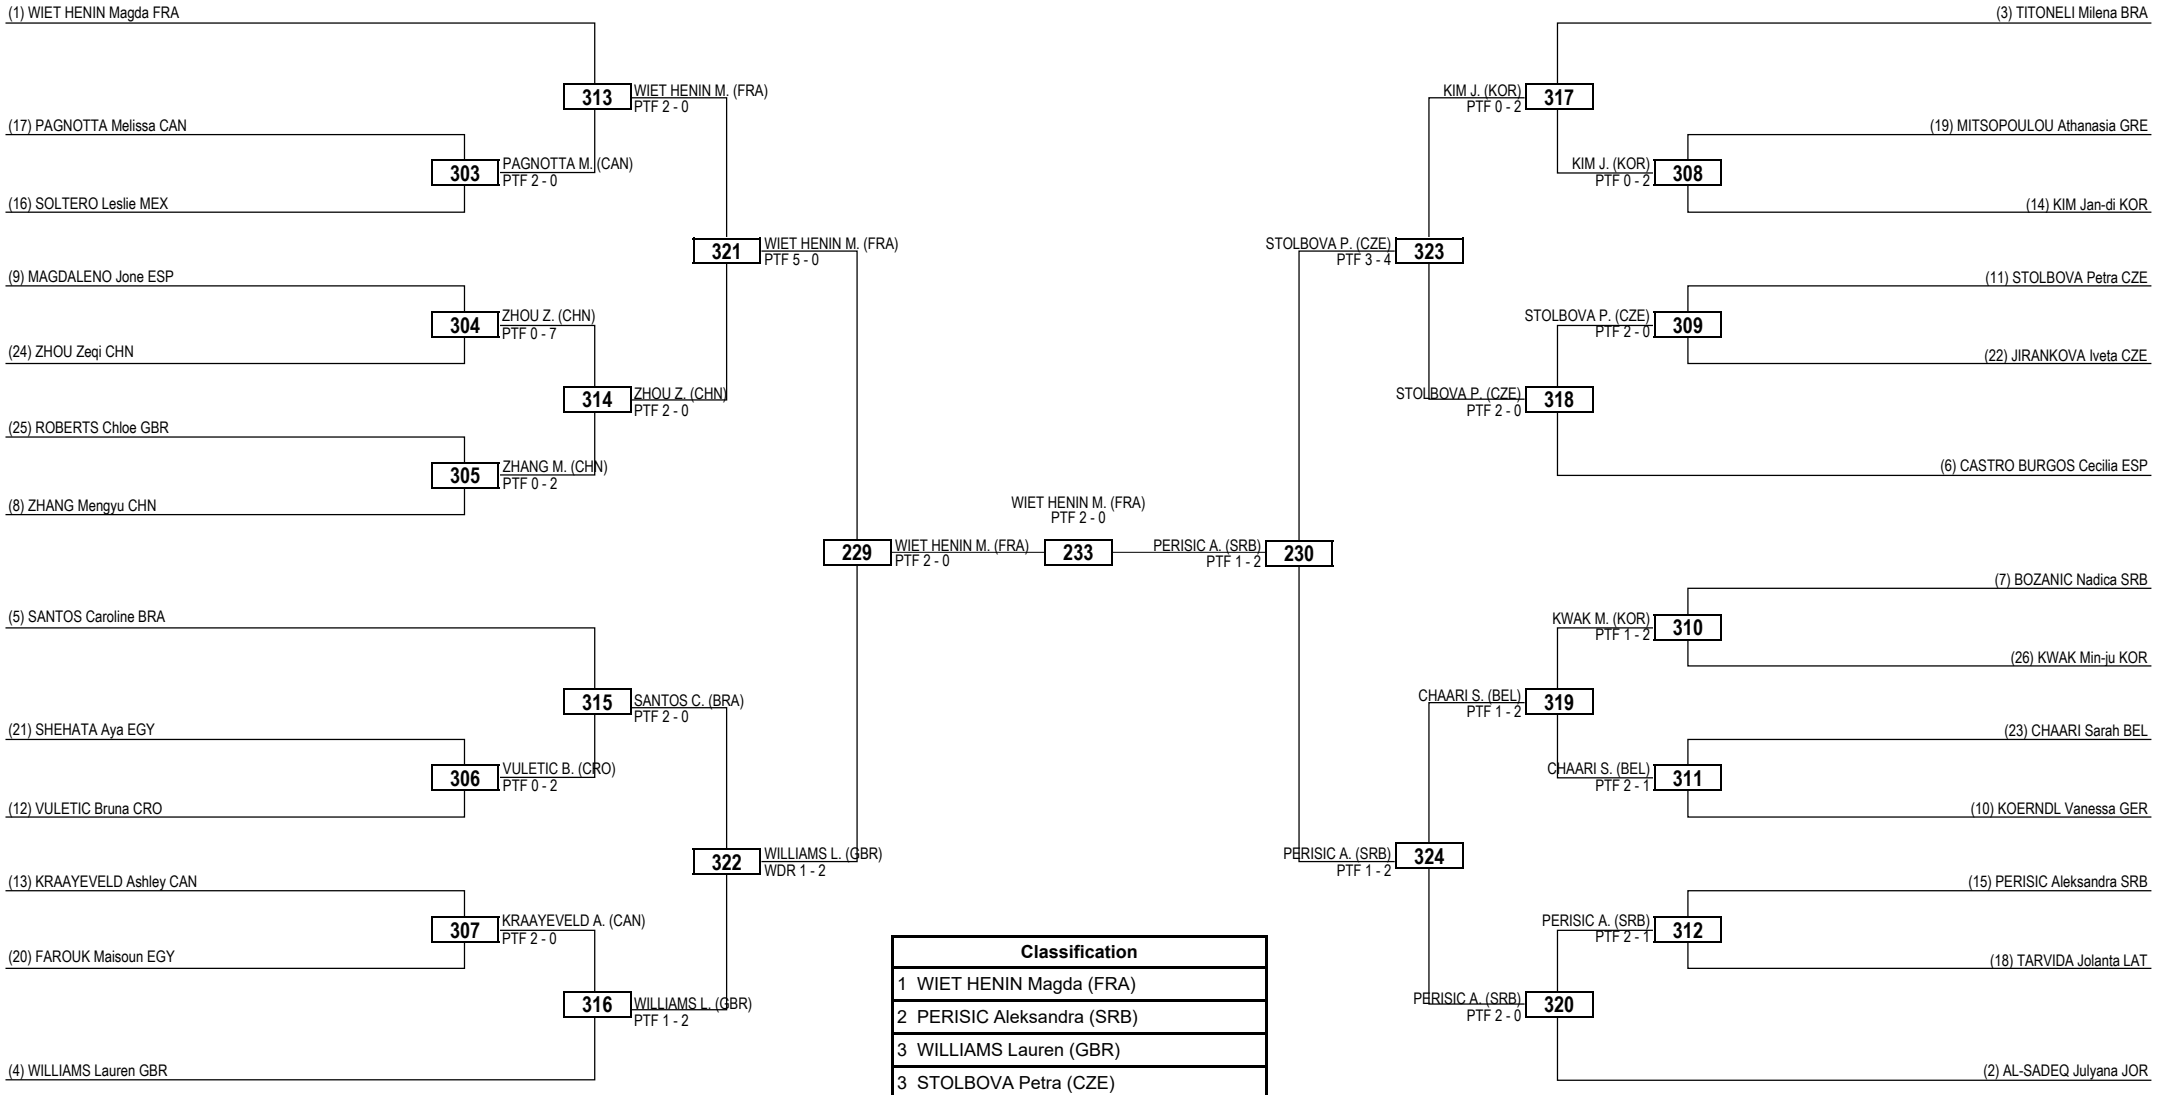 (1) WIET HENIN Magda FRA
313
WIET HENIN M. (FRA)
PTF 2 - 0
(17) PAGNOTTA Melissa CAN
303
PAGNOTTA M. (CAN)
PTF 2 - 0
(16) SOLTERO Leslie MEX
321
WIET HENIN M. (FRA)
PTF 5 - 0
(9) MAGDALENO Jone ESP
304
ZHOU Z. (CHN)
PTF 0 - 7
(24) ZHOU Zeqi CHN
314
ZHOU Z. (CHN)
PTF 2 - 0
(25) ROBERTS Chloe GBR
305
ZHANG M. (CHN)
PTF 0 - 2
(8) ZHANG Mengyu CHN
229
WIET HENIN M. (FRA)
PTF 2 - 0
(5) SANTOS Caroline BRA
315
SANTOS C. (BRA)
PTF 2 - 0
(21) SHEHATA Aya EGY
306
VULETIC B. (CRO)
PTF 0 - 2
(12) VULETIC Bruna CRO
322
WILLIAMS L. (GBR)
WDR 1 - 2
(13) KRAAYEVELD Ashley CAN
307
KRAAYEVELD A. (CAN)
PTF 2 - 0
(20) FAROUK Maisoun EGY
316
WILLIAMS L. (GBR)
PTF 1 - 2
(4) WILLIAMS Lauren GBR
WIET HENIN M. (FRA)
PTF 2 - 0
233
(3) TITONELI Milena BRA
KIM J. (KOR)
PTF 0 - 2
317
(19) MITSOPOULOU Athanasia GRE
KIM J. (KOR)
PTF 0 - 2
308
(14) KIM Jan-di KOR
STOLBOVA P. (CZE)
PTF 3 - 4
323
(11) STOLBOVA Petra CZE
STOLBOVA P. (CZE)
PTF 2 - 0
309
(22) JIRANKOVA Iveta CZE
STOLBOVA P. (CZE)
PTF 2 - 0
318
(6) CASTRO BURGOS Cecilia ESP
PERISIC A. (SRB)
PTF 1 - 2
230
(7) BOZANIC Nadica SRB
KWAK M. (KOR)
PTF 1 - 2
310
(26) KWAK Min-ju KOR
CHAARI S. (BEL)
PTF 1 - 2
319
(23) CHAARI Sarah BEL
CHAARI S. (BEL)
PTF 2 - 1
311
(10) KOERNDL Vanessa GER
PERISIC A. (SRB)
PTF 1 - 2
324
(15) PERISIC Aleksandra SRB
PERISIC A. (SRB)
PTF 2 - 1
312
(18) TARVIDA Jolanta LAT
PERISIC A. (SRB)
PTF 2 - 0
320
(2) AL-SADEQ Julyana JOR
Classification
1 WIET HENIN Magda (FRA)
2 PERISIC Aleksandra (SRB)
3 WILLIAMS Lauren (GBR)
3 STOLBOVA Petra (CZE)